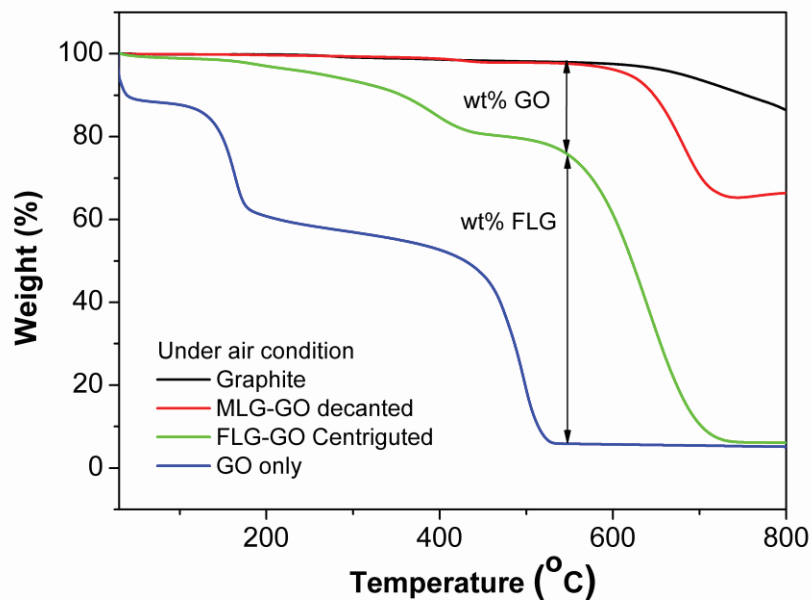 100
80
60
40
20
0
Weight (%)
wt% GO
wt% FLG
Under air condition
Graphite
MLG-GO decanted
FLG-GO Centriguted
GO only
200
400
600
800
Temperature (°C)